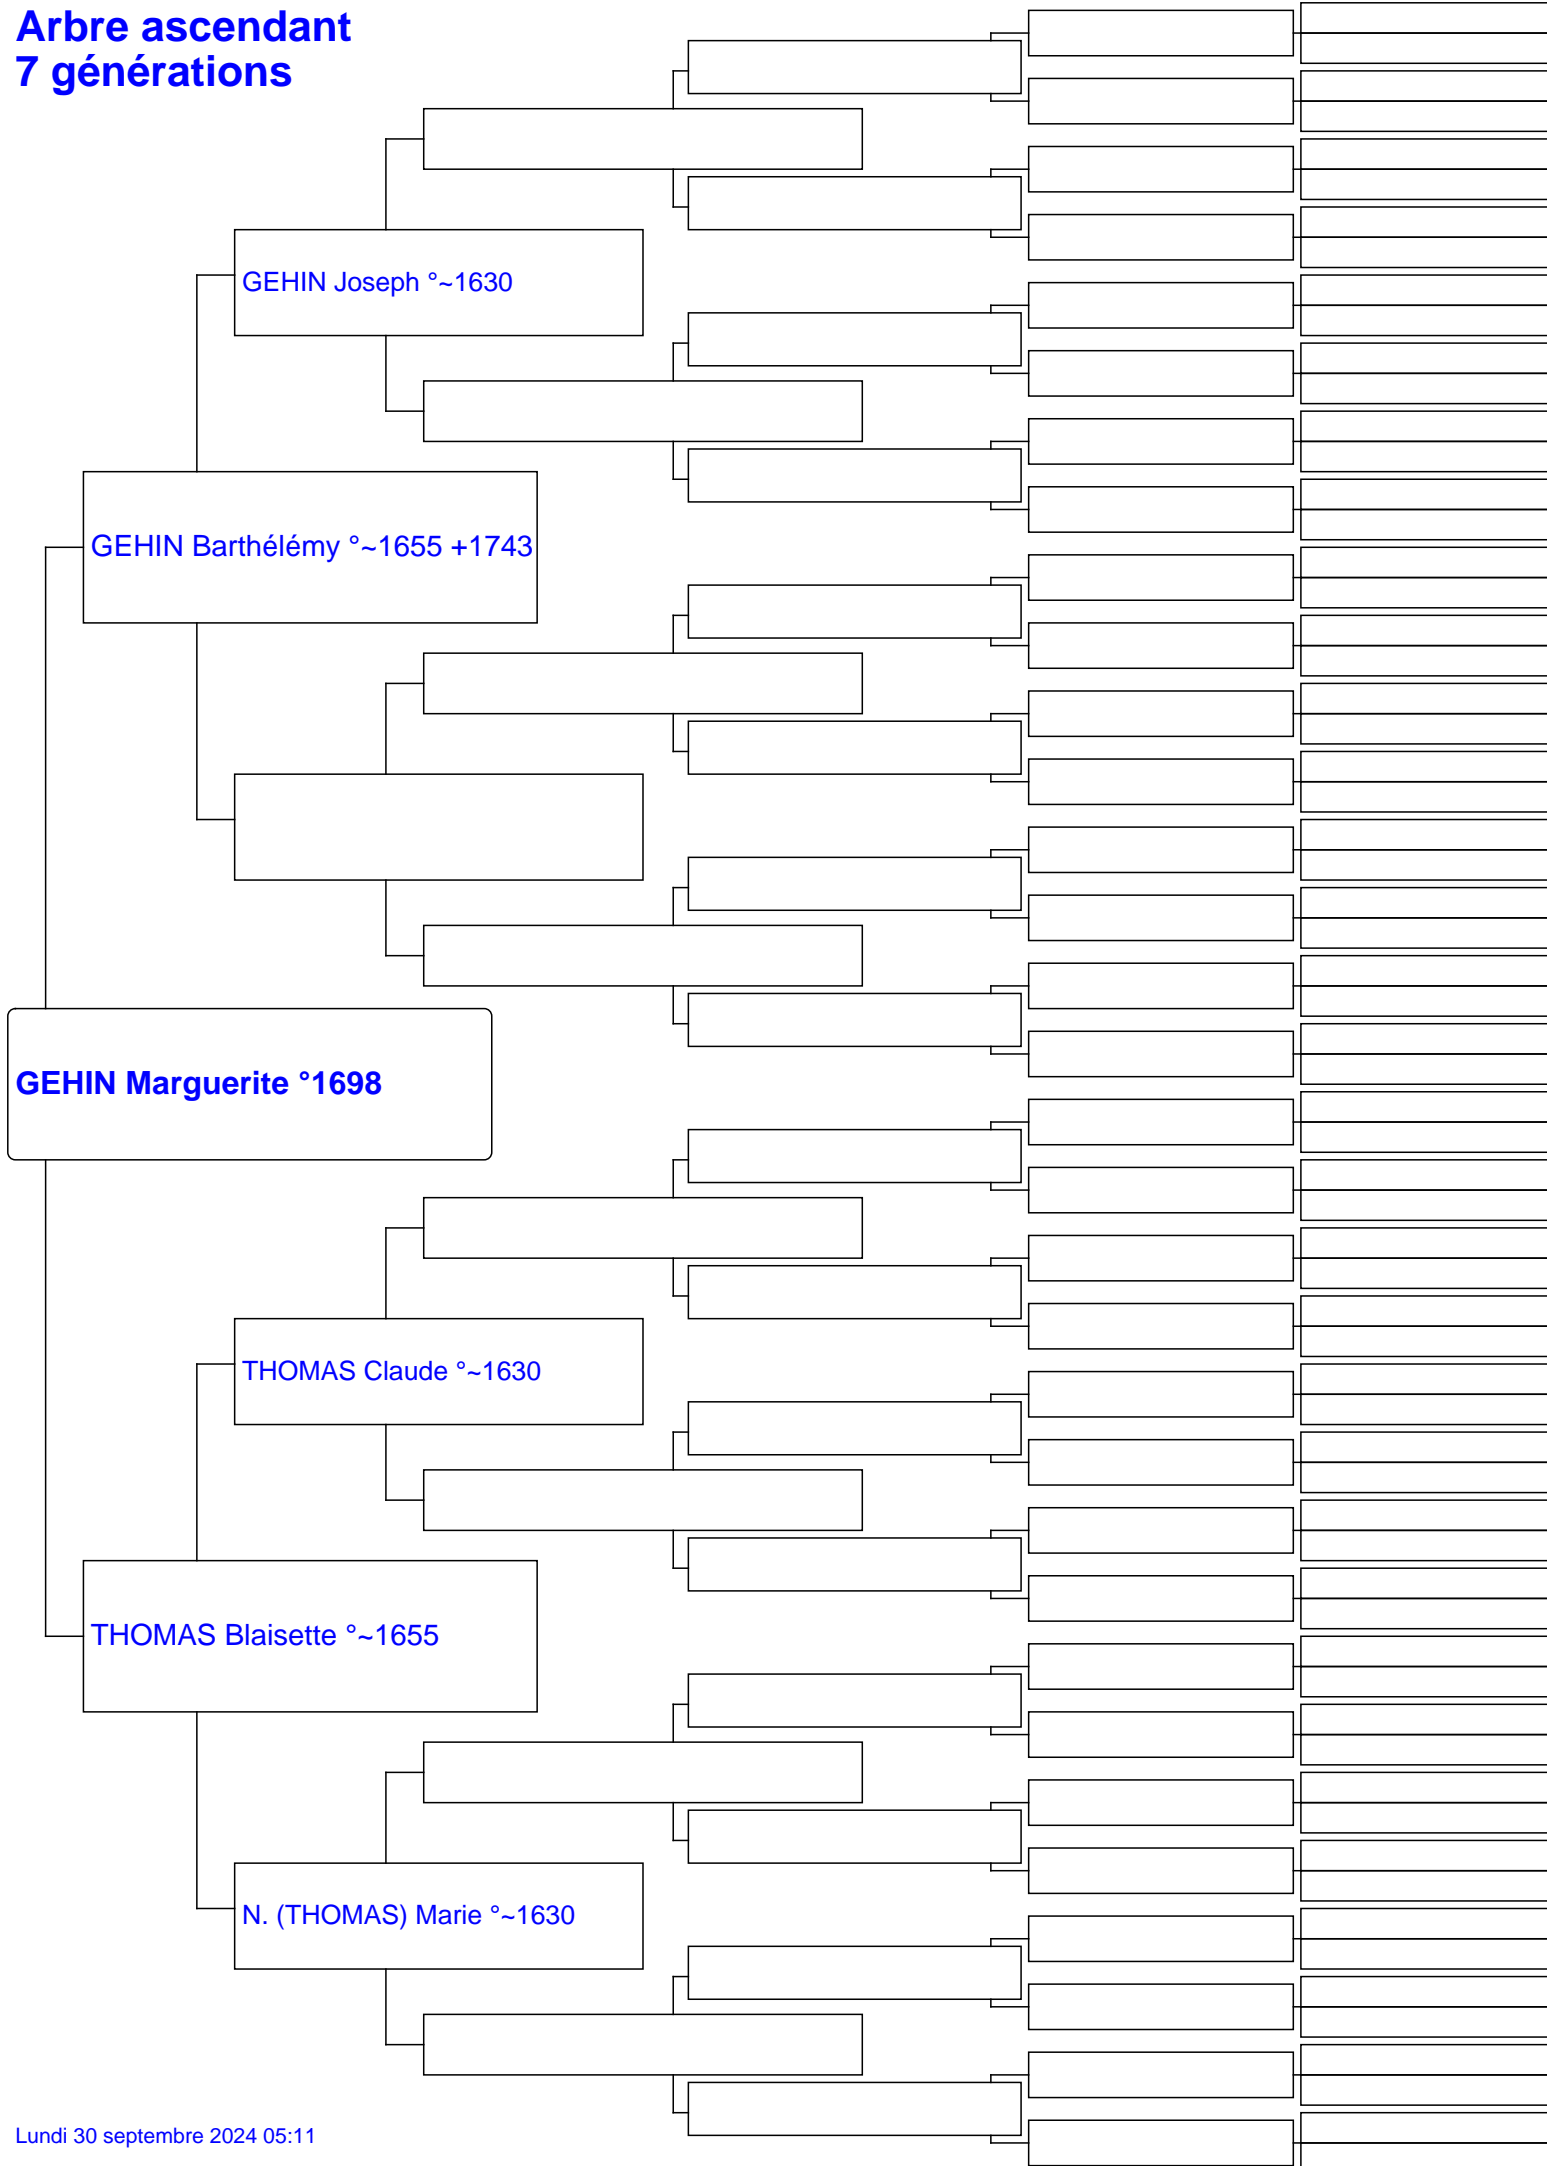 Arbre ascendant
7 générations
GEHIN Joseph °~1630
GEHIN Barthélémy °~1655 +1743
GEHIN Marguerite °1698
THOMAS Claude °~1630
THOMAS Blaisette °~1655
N. (THOMAS) Marie °~1630
Lundi 30 septembre 2024 05:11